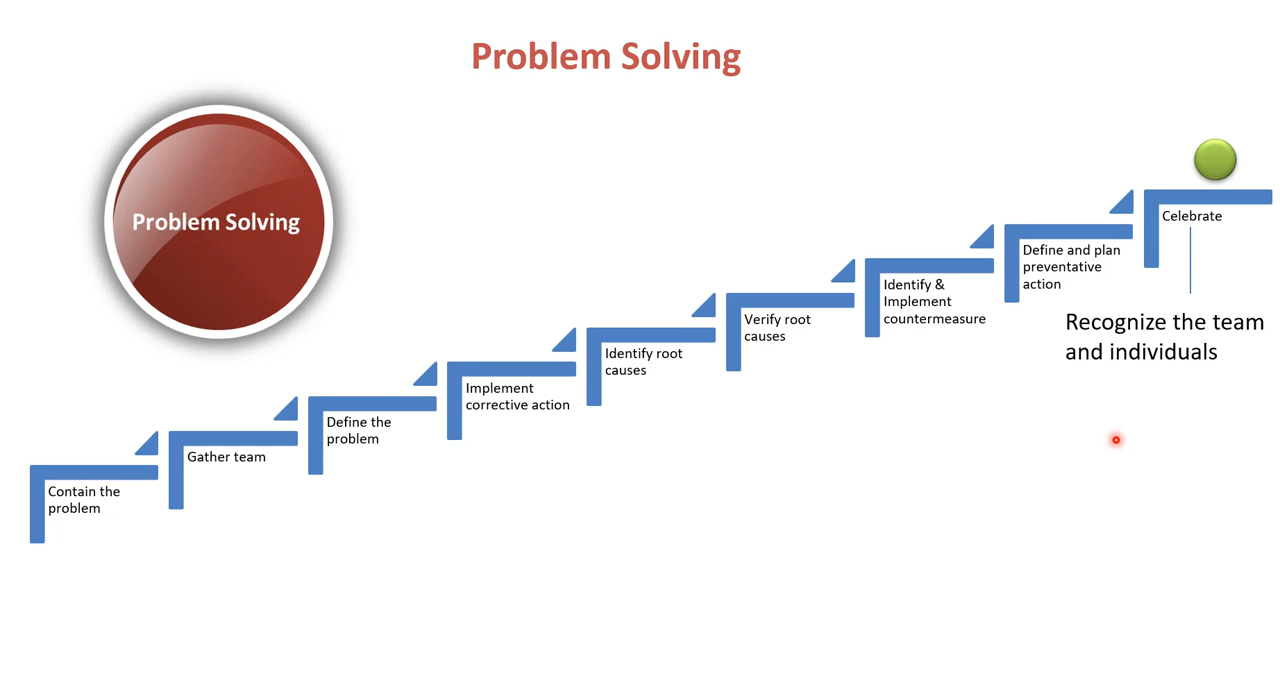 Problem Solving
Problem Solving
Contain the
problem
Gather team
Define the
problem
Implement
corrective action
Identify root
causes
Verify root
causes
Identify &
Implement
countermeasure
Define and plan
preventative
action
Celebrate
Recognize the team
and individuals